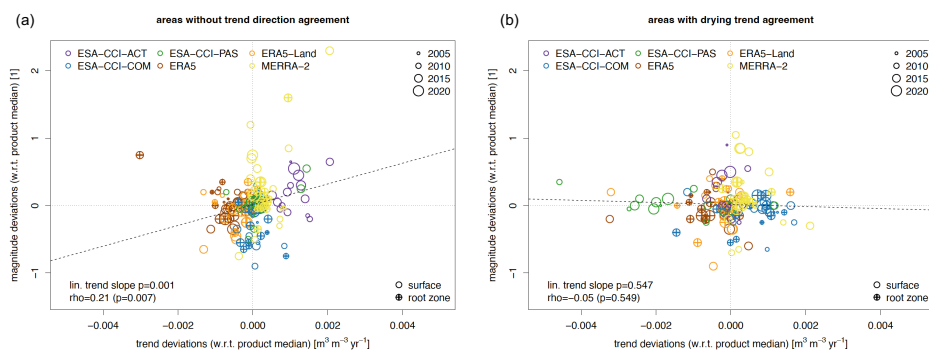 (a)
areas without trend direction agreement
ESA-CCI-ACT ESA-CCI-PAS ERA5-Land
ESA-CCI-COM ERA5 MERRA-2
2005
2010
2015
2020
magnitude deviations (w.r.t. product median) [1]
2
1
0
−1
lin. trend slope p=0.001
rho=0.21 (p=0.007)
surface
root zone
−0.004 −0.002 0.000 0.002 0.004
trend deviations (w.r.t. product median) [m³ m⁻³ yr⁻¹]
(b)
areas with drying trend agreement
ESA-CCI-ACT ESA-CCI-PAS ERA5-Land
ESA-CCI-COM ERA5 MERRA-2
2005
2010
2015
2020
magnitude deviations (w.r.t. product median) [1]
2
1
0
−1
lin. trend slope p=0.547
rho=−0.05 (p=0.549)
surface
root zone
−0.004 −0.002 0.000 0.002 0.004
trend deviations (w.r.t. product median) [m³ m⁻³ yr⁻¹]